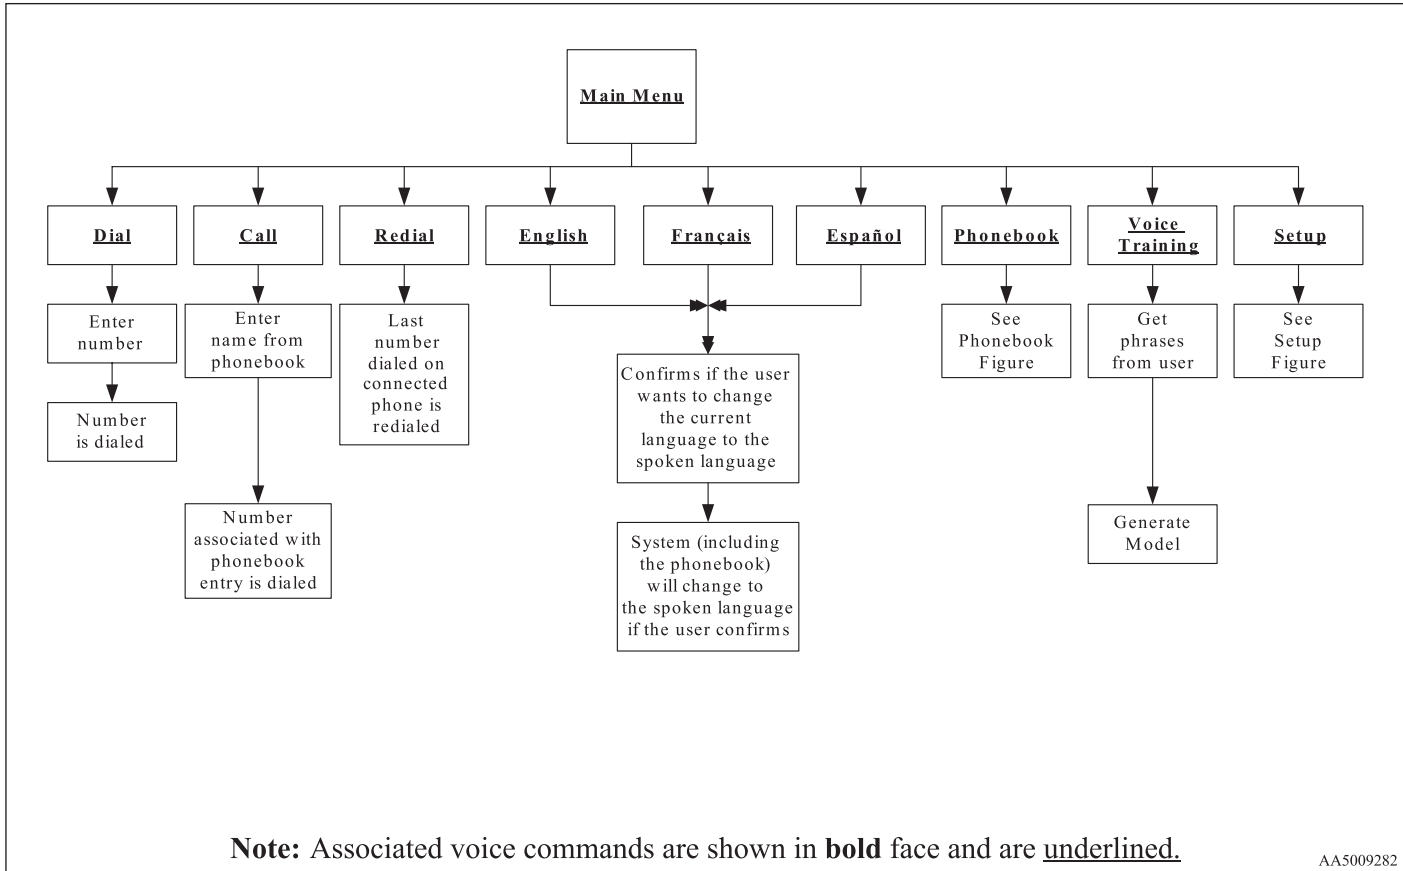 Main Menu
Dial
Call
Redial
English
Français
Español
Phonebook
Voice
Training
Setup
Enter
number
Number
is dialed
Enter
name from
phonebook
Number
associated with
phonebook
entry is dialed
Last
number
dialed on
connected
phone is
redialed
Confirms if the user
wants to change
the current
language to the
spoken language
System (including
the phonebook)
will change to
the spoken language
if the user confirms
See
Phonebook
Figure
Get
phrases
from user
Generate
Model
See
Setup
Figure
Note: Associated voice commands are shown in bold face and are underlined.
AA5009282